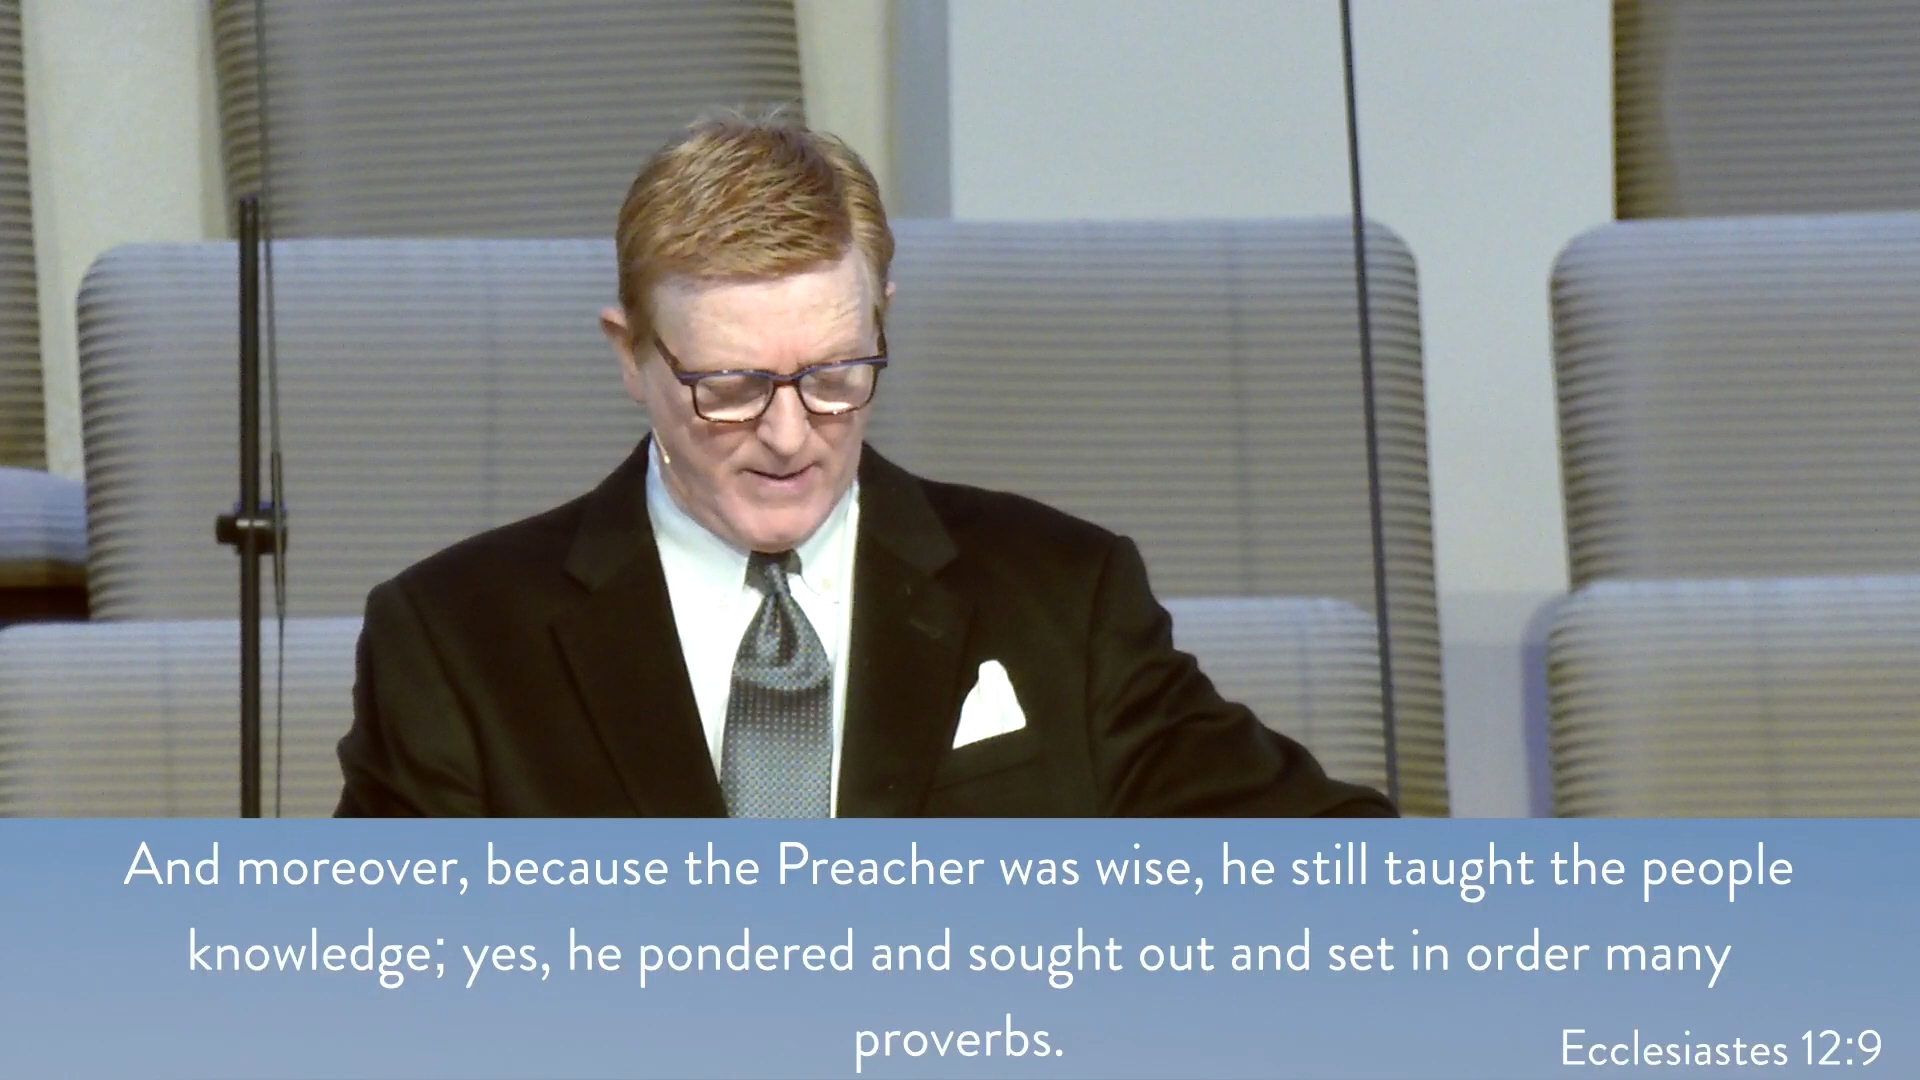 And moreover, because the Preacher was wise, he still taught the people
knowledge; yes, he pondered and sought out and set in order many
proverbs.
Ecclesiastes 12:9